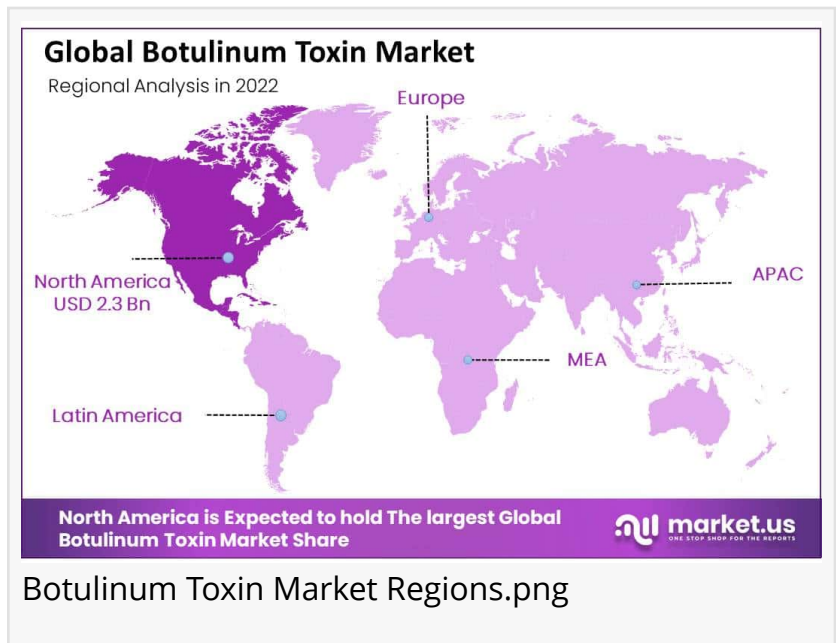 Global Botulinum Toxin Market
Regional Analysis in 2022
Europe
North America
USD 2.3 Bn
APAC
MEA
Latin America
North America is Expected to hold The largest Global
Botulinum Toxin Market Share
market.us
ONE STOP SHOP FOR THE REPORTS
Botulinum Toxin Market Regions.png